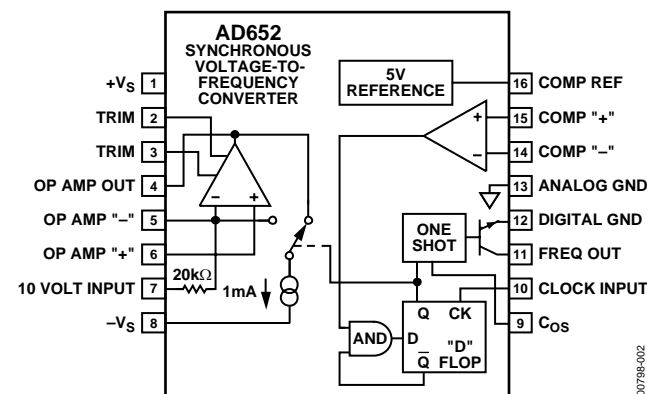 AD652
SYNCHRONOUS
VOLTAGE-TO-
FREQUENCY
CONVERTER
5V
REFERENCE
+VS 1
TRIM 2
TRIM 3
OP AMP OUT 4
OP AMP "–" 5
OP AMP "+" 6
10 VOLT INPUT 7
–VS 8
20kΩ
1mA
– +
+
–
ONE
SHOT
AND
Q CK
D "D"
Q FLOP
16 COMP REF
15 COMP "+"
14 COMP "–"
13 ANALOG GND
12 DIGITAL GND
11 FREQ OUT
10 CLOCK INPUT
9 COS
00798-002